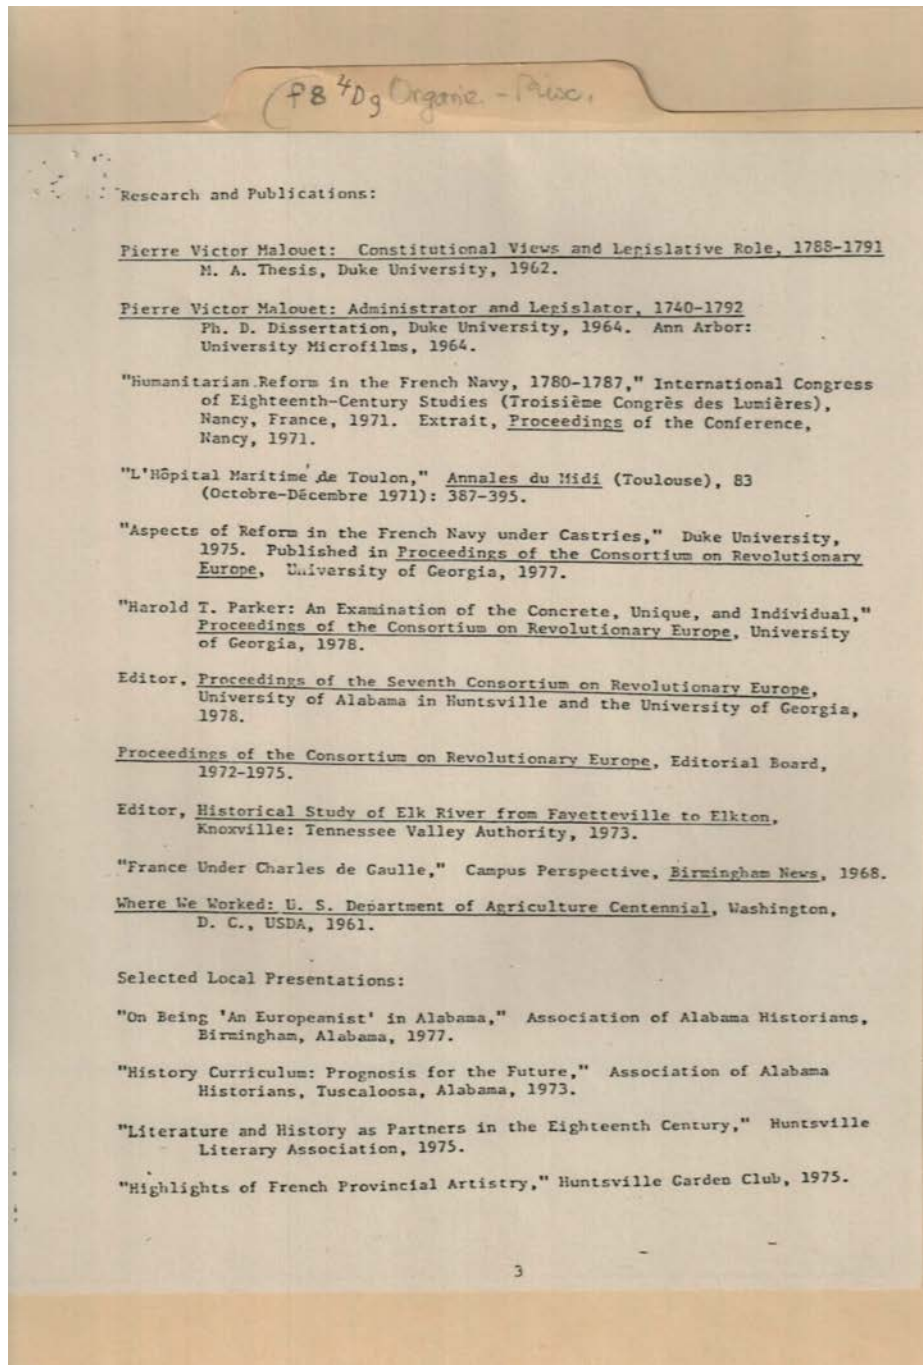 (f8 4Dg Organic. - Misc.
Research and Publications:
Pierre Victor Malouet: Constitutional Views and Legislative Role, 1788-1791
M. A. Thesis, Duke University, 1962.
Pierre Victor Malouet: Administrator and Legislator, 1740-1792
Ph. D. Dissertation, Duke University, 1964. Ann Arbor:
University Microfilms, 1964.
"Humanitarian Reform in the French Navy, 1780-1787," International Congress
of Eighteenth-Century Studies (Troisième Congrès des Lumières),
Nancy, France, 1971. Extrait, Proceedings of the Conference,
Nancy, 1971.
"L'Hôpital Maritime de Toulon," Annales du Midi (Toulouse), 83
(Octobre-Décembre 1971): 387-395.
"Aspects of Reform in the French Navy under Castries," Duke University,
1975. Published in Proceedings of the Consortium on Revolutionary
Europe, University of Georgia, 1977.
"Harold T. Parker: An Examination of the Concrete, Unique, and Individual,"
Proceedings of the Consortium on Revolutionary Europe, University
of Georgia, 1978.
Editor, Proceedings of the Seventh Consortium on Revolutionary Europe,
University of Alabama in Huntsville and the University of Georgia,
1978.
Proceedings of the Consortium on Revolutionary Europe, Editorial Board,
1972-1975.
Editor, Historical Study of Elk River from Fayetteville to Elkton,
Knoxville: Tennessee Valley Authority, 1973.
"France Under Charles de Gaulle," Campus Perspective, Birmingham News, 1968.
Where We Worked: U. S. Department of Agriculture Centennial, Washington,
D. C., USDA, 1961.
Selected Local Presentations:
"On Being 'An Europeanist' in Alabama," Association of Alabama Historians,
Birmingham, Alabama, 1977.
"History Curriculum: Prognosis for the Future," Association of Alabama
Historians, Tuscaloosa, Alabama, 1973.
"Literature and History as Partners in the Eighteenth Century," Huntsville
Literary Association, 1975.
"Highlights of French Provincial Artistry," Huntsville Garden Club, 1975.
3